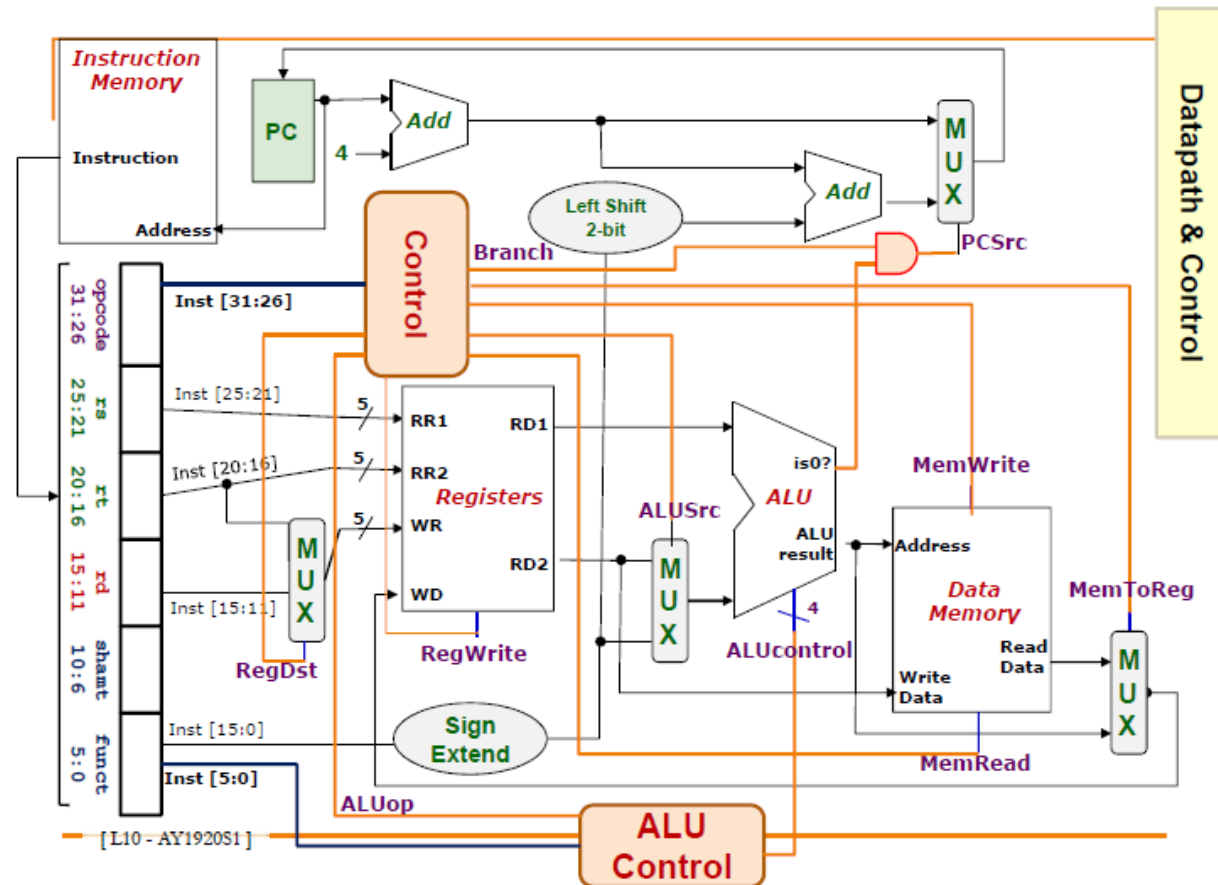 Instruction
Memory
Instruction
Address
PC
4
Add
Add
M
U
X
PCSrc
Left Shift
2-bit
Control
Branch
Datapath & Control
opcode
31:26
rs
25:21
rt
20:16
rd
15:11
shamt
10:6
funct
5:0
Inst [31:26]
Inst [25:21]
Inst [20:16]
Inst [15:11]
Inst [15:0]
Inst [5:0]
5
5
5
M
U
X
RegDst
RR1
RR2
WR
WD
Registers
RD1
RD2
RegWrite
Sign
Extend
ALUSrc
M
U
X
is0?
ALU
ALU
result
4
ALUcontrol
MemWrite
Address
Data
Memory
Read
Data
Write
Data
MemRead
MemToReg
M
U
X
ALUop
ALU
Control
[ L10 - AY1920S1 ]